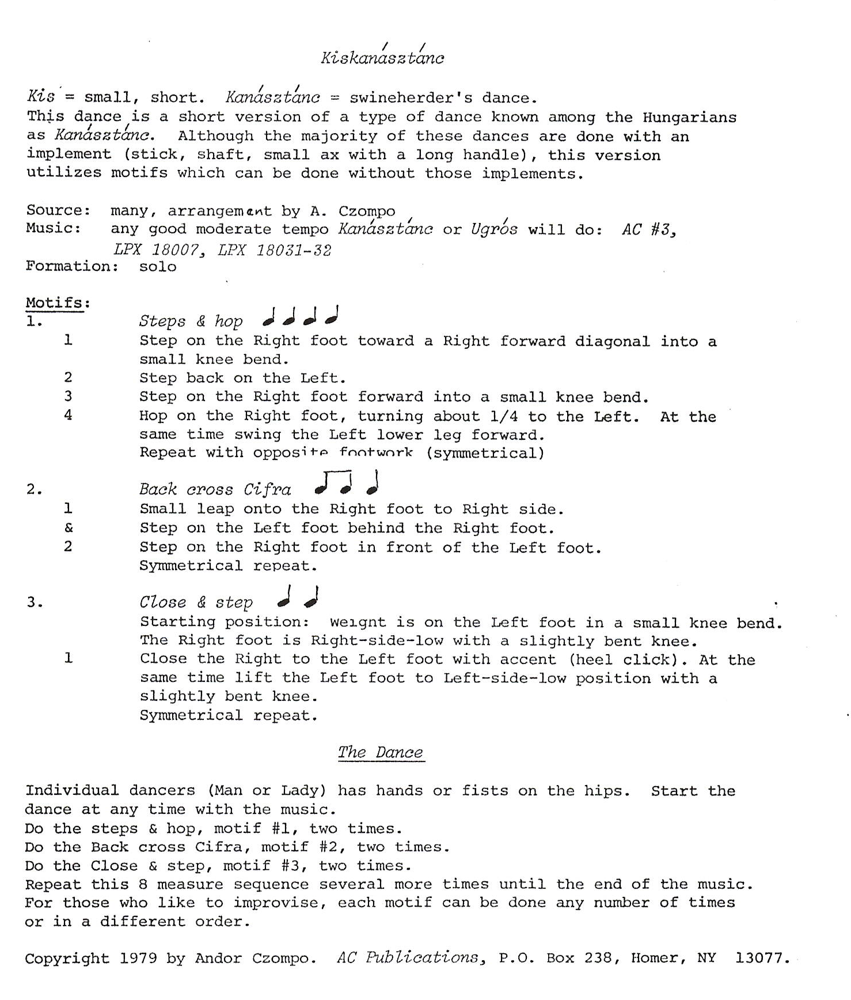 Kiskanásztánc
Kis = small, short. Kanásztánc = swineherder's dance.
This dance is a short version of a type of dance known among the Hungarians
as Kanásztánc. Although the majority of these dances are done with an
implement (stick, shaft, small ax with a long handle), this version
utilizes motifs which can be done without those implements.
Source: many, arrangement by A. Czompo
Music: any good moderate tempo Kanásztánc or Ugrós will do: AC #3,
LPX 18007, LPX 18031-32
Formation: solo
Motifs:
1. Steps & hop ♩ ♩ ♩ ♩
1 Step on the Right foot toward a Right forward diagonal into a
small knee bend.
2 Step back on the Left.
3 Step on the Right foot forward into a small knee bend.
4 Hop on the Right foot, turning about 1/4 to the Left. At the
same time swing the Left lower leg forward.
Repeat with opposite footwork (symmetrical)
2. Back cross Cifra ♫ ♩
1 Small leap onto the Right foot to Right side.
& Step on the Left foot behind the Right foot.
2 Step on the Right foot in front of the Left foot.
Symmetrical repeat.
3. Close & step ♩ ♩
Starting position: weight is on the Left foot in a small knee bend.
The Right foot is Right-side-low with a slightly bent knee.
1 Close the Right to the Left foot with accent (heel click). At the
same time lift the Left foot to Left-side-low position with a
slightly bent knee.
Symmetrical repeat.
The Dance
Individual dancers (Man or Lady) has hands or fists on the hips. Start the
dance at any time with the music.
Do the steps & hop, motif #1, two times.
Do the Back cross Cifra, motif #2, two times.
Do the Close & step, motif #3, two times.
Repeat this 8 measure sequence several more times until the end of the music.
For those who like to improvise, each motif can be done any number of times
or in a different order.
Copyright 1979 by Andor Czompo. AC Publications, P.O. Box 238, Homer, NY 13077.